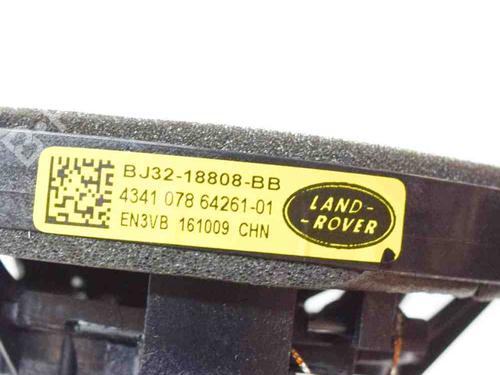 BJ32-18808-BB
4341 078 64261-01
EN3VB 161009 CHN
LAND-
-ROVER